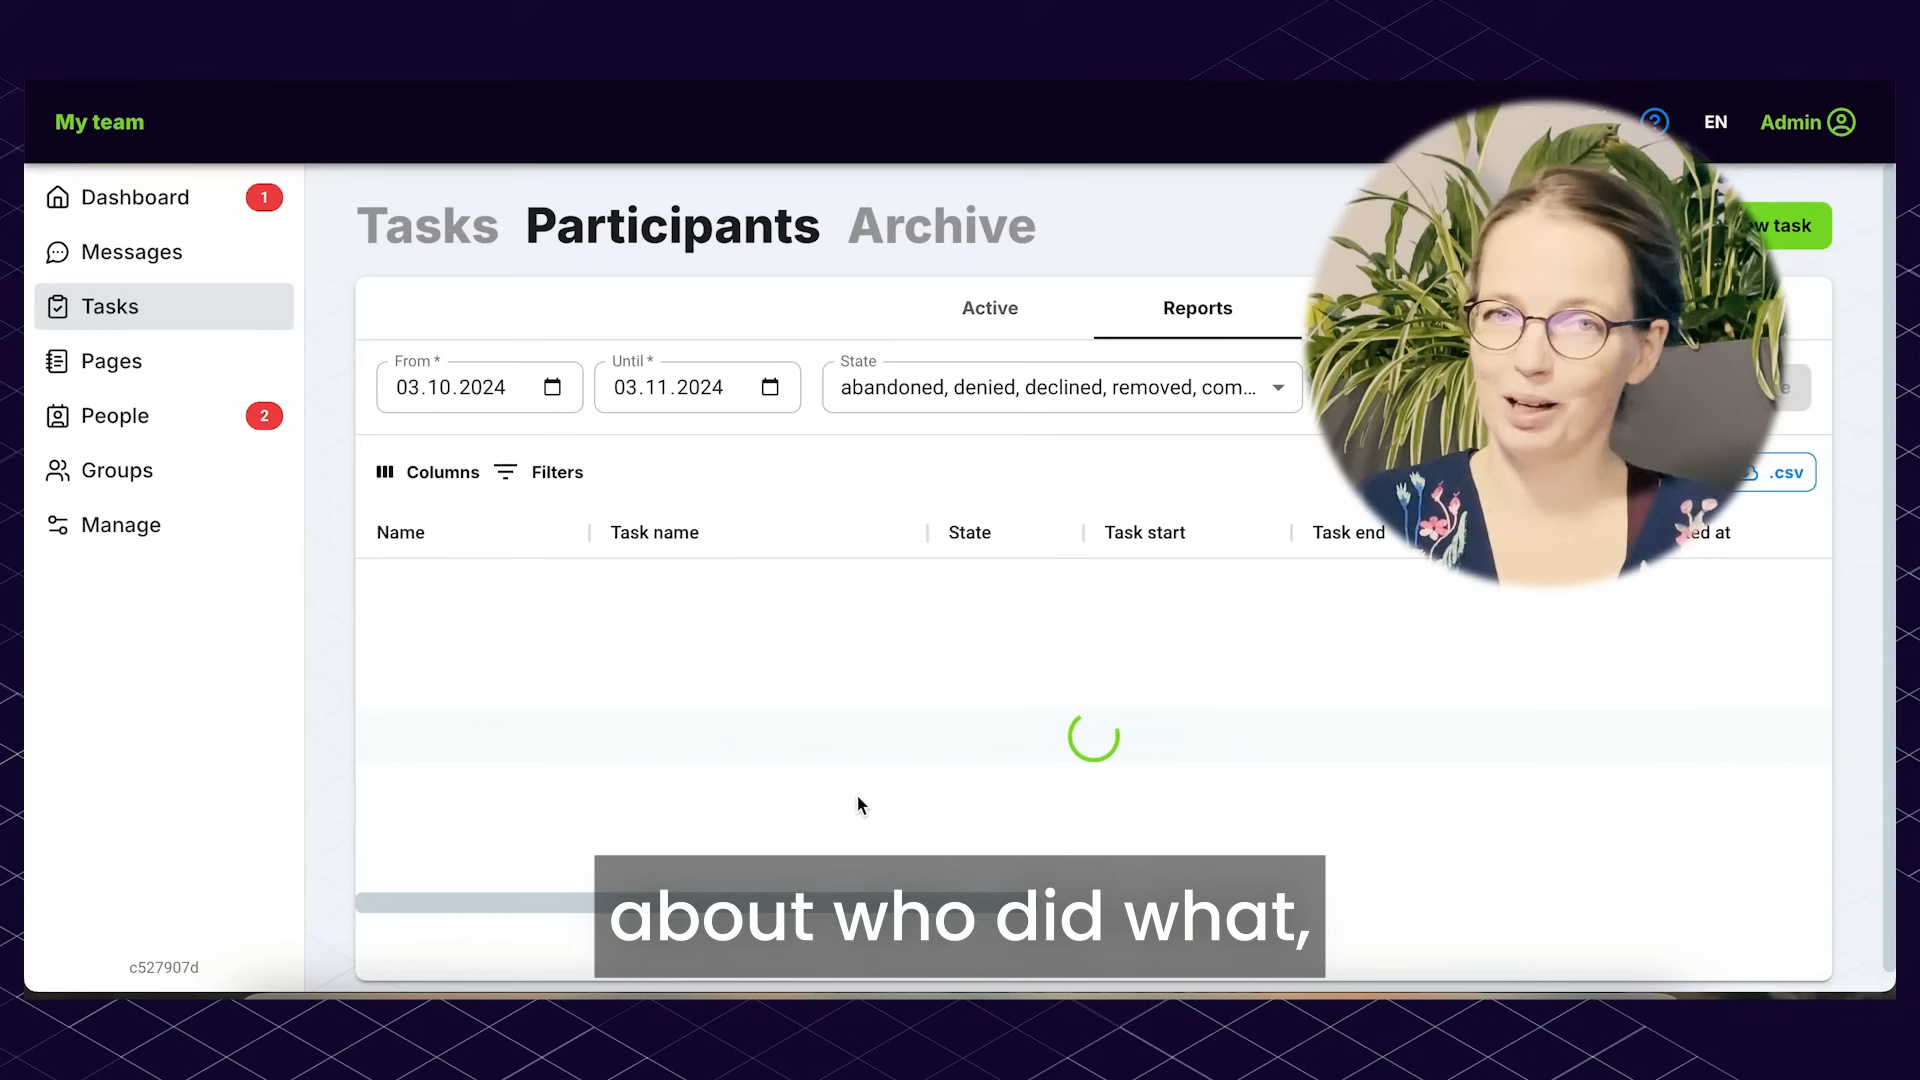 My team
EN
Admin
Dashboard
1
Messages
Tasks
Pages
People
2
Groups
Manage
c527907d
Tasks Participants Archive
task
Active
Reports
From *
03.10.2024
Until *
03.11.2024
State
abandoned, denied, declined, removed, com...
Columns
Filters
.csv
Name
Task name
State
Task start
Task end
at
about who did what,